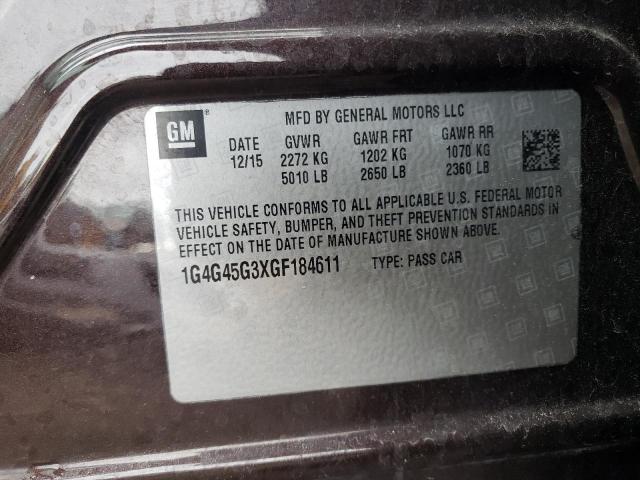 GM ®
MFD BY GENERAL MOTORS LLC
DATE GVWR GAWR FRT GAWR RR
12/15 2272 KG 1202 KG 1070 KG
5010 LB 2650 LB 2360 LB
THIS VEHICLE CONFORMS TO ALL APPLICABLE U.S. FEDERAL MOTOR
VEHICLE SAFETY, BUMPER, AND THEFT PREVENTION STANDARDS IN
EFFECT ON THE DATE OF MANUFACTURE SHOWN ABOVE.
1G4G45G3XGF184611 TYPE: PASS CAR